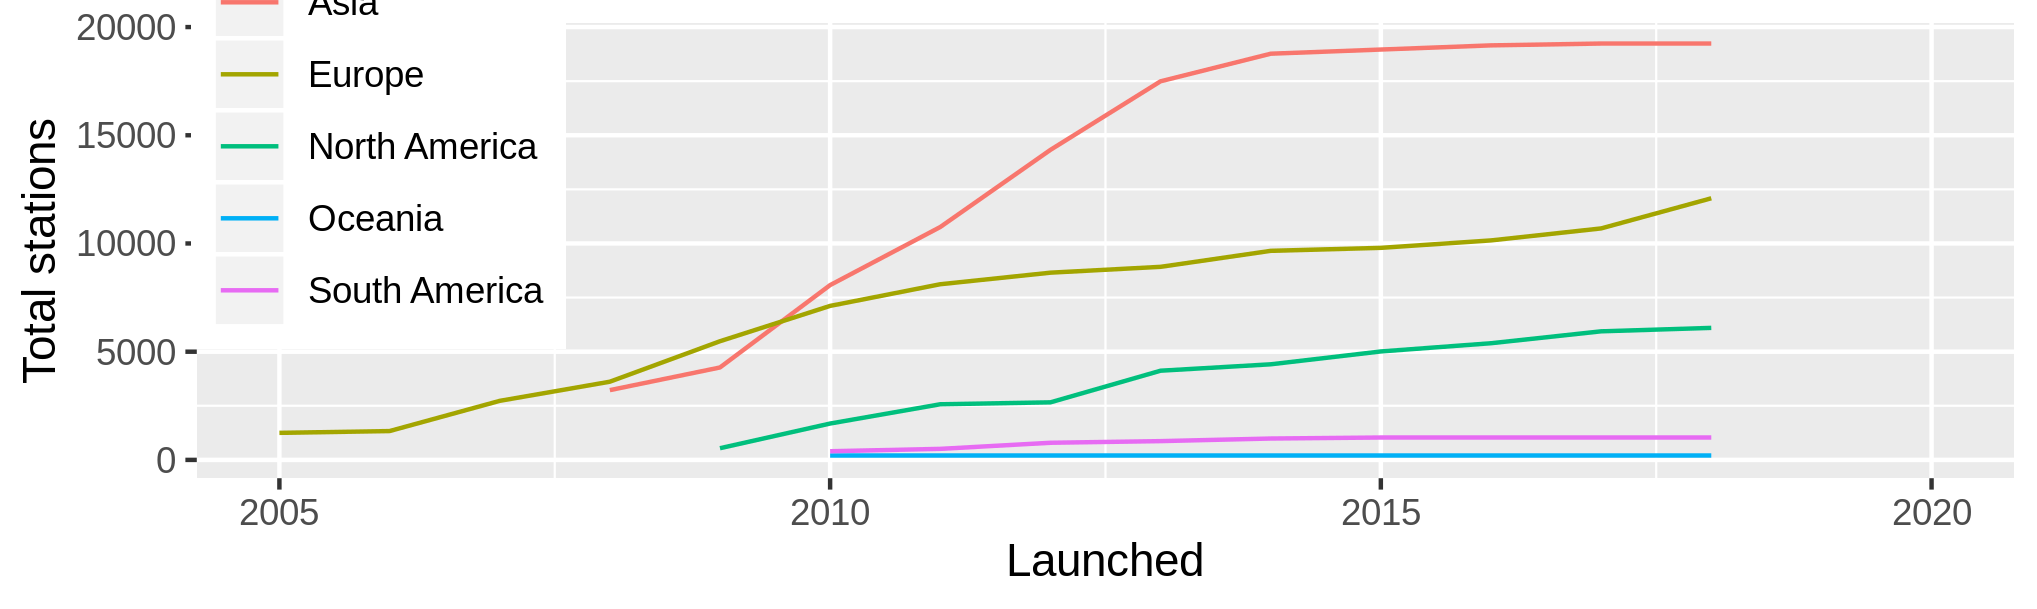 Asia
Europe
North America
Oceania
South America
20000
15000
10000
5000
0
Total stations
2005 2010 2015 2020
Launched